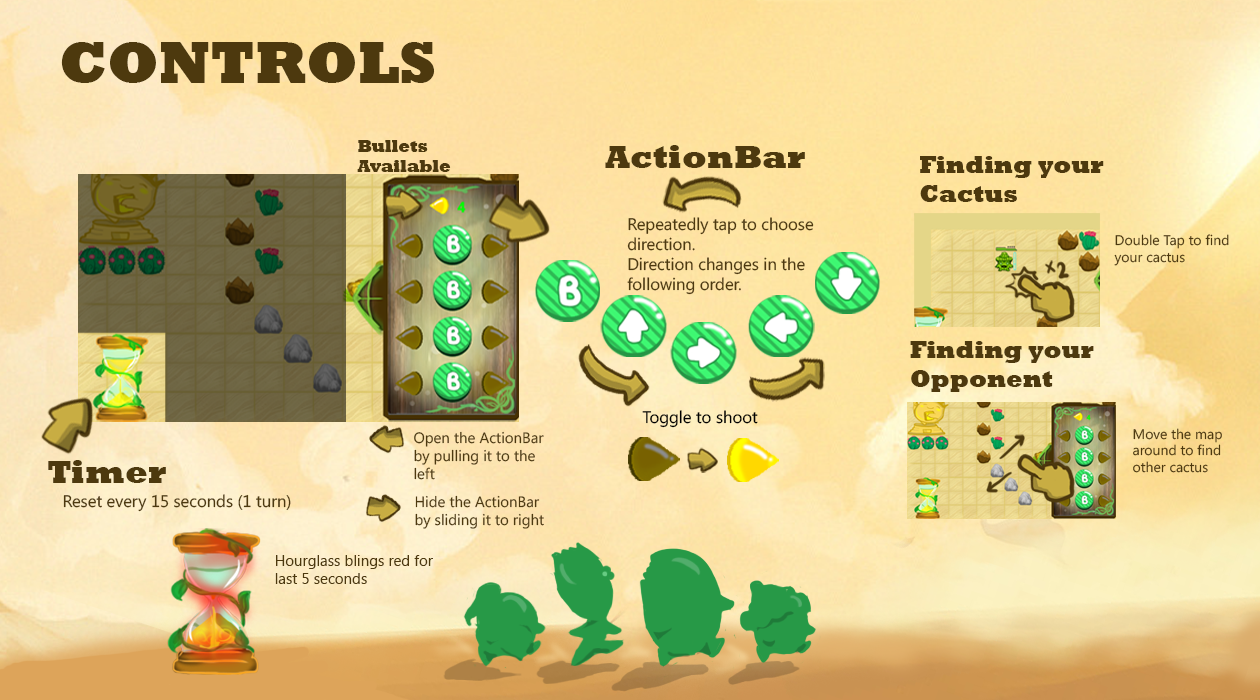 CONTROLS
Bullets
Available
B
B
B
B
Timer
Reset every 15 seconds (1 turn)
Open the ActionBar
by pulling it to the
left
Hide the ActionBar
by sliding it to right
Hourglass blings red for
last 5 seconds
ActionBar
Repeatedly tap to choose
direction.
Direction changes in the
following order.
B
Toggle to shoot
Finding your
Cactus
×2
Double Tap to find
your cactus
Finding your
Opponent
B
B
B
B
Move the map
around to find
other cactus